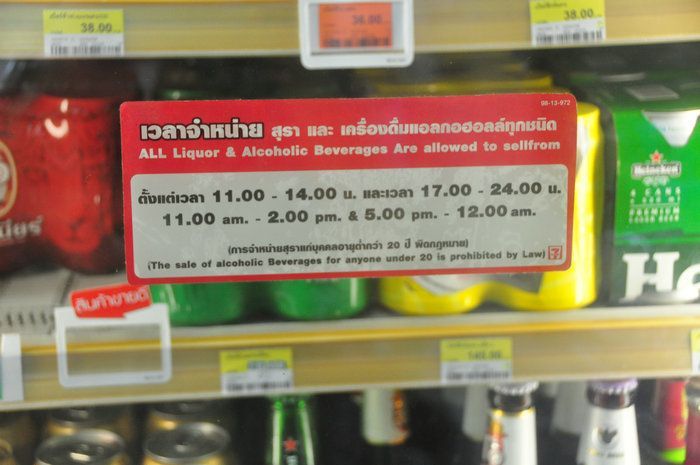 38.00
36.00
38.00
98-13-972
เวลาจำหน่าย สุรา และ เครื่องดื่มแอลกอฮอลล์ทุกชนิด
ALL Liquor & Alcoholic Beverages Are allowed to sellfrom
ตั้งแต่เวลา 11.00 - 14.00 น. และเวลา 17.00 - 24.00 น.
11.00 am. - 2.00 pm. & 5.00 pm. - 12.00 am.
(การจำหน่ายสุราแก่บุคคลอายุต่ำกว่า 20 ปี ผิดกฎหมาย)
(The sale of alcoholic Beverages for anyone under 20 is prohibited by Law)
Heineken
PREMIUM
สินค้าขายดี